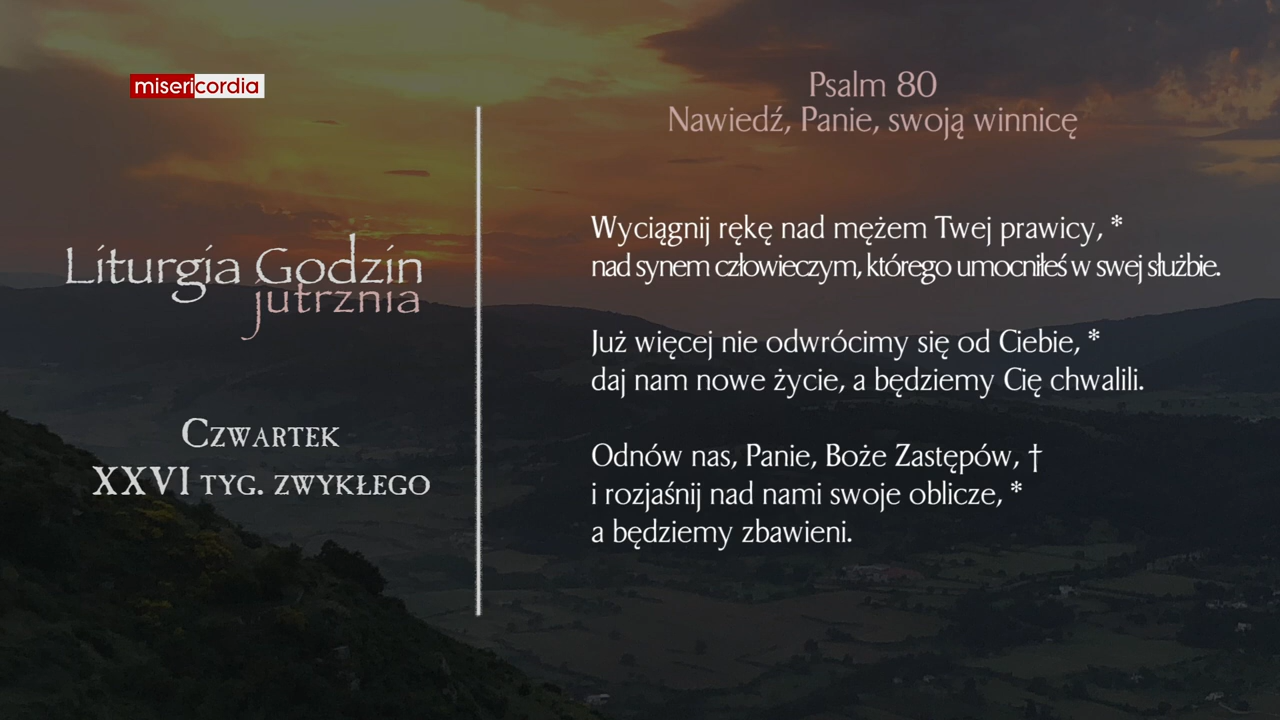 misericordia
Liturgia Godzin
jutrznia
Czwartek
XXVI tyg. zwykłego
Psalm 80
Nawiedź, Panie, swoją winnicę
Wyciągnij rękę nad mężem Twej prawicy, *
nad synem człowieczym, którego umocniłeś w swej służbie.
Już więcej nie odwrócimy się od Ciebie, *
daj nam nowe życie, a będziemy Cię chwalili.
Odnów nas, Panie, Boże Zastępów, †
i rozjaśnij nad nami swoje oblicze, *
a będziemy zbawieni.